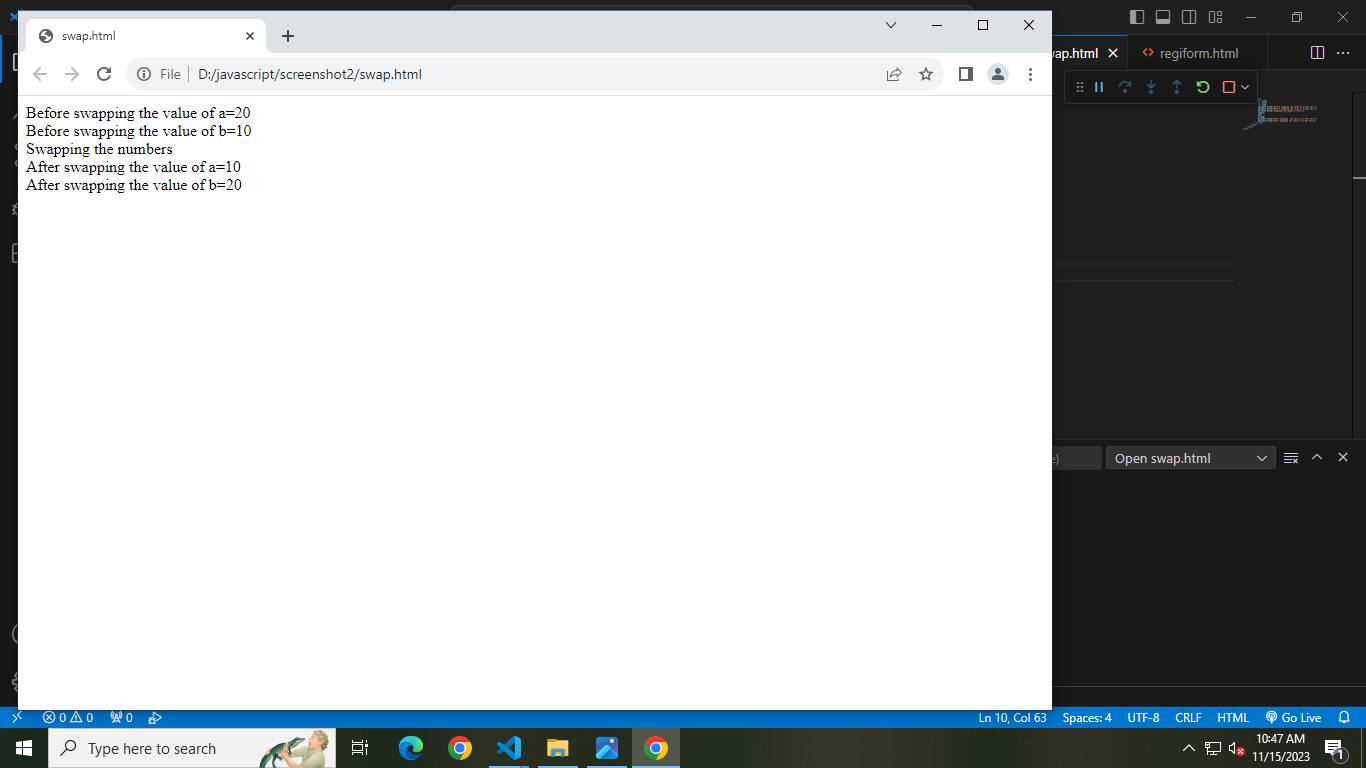 swap.html
File
D:/javascript/screenshot2/swap.html
Before swapping the value of a=20
Before swapping the value of b=10
Swapping the numbers
After swapping the value of a=10
After swapping the value of b=20
ap.html
regiform.html
e)
Open swap.html
0 0
0
Ln 10, Col 63
Spaces: 4
UTF-8
CRLF
HTML
Go Live
Type here to search
10:47 AM
11/15/2023
1